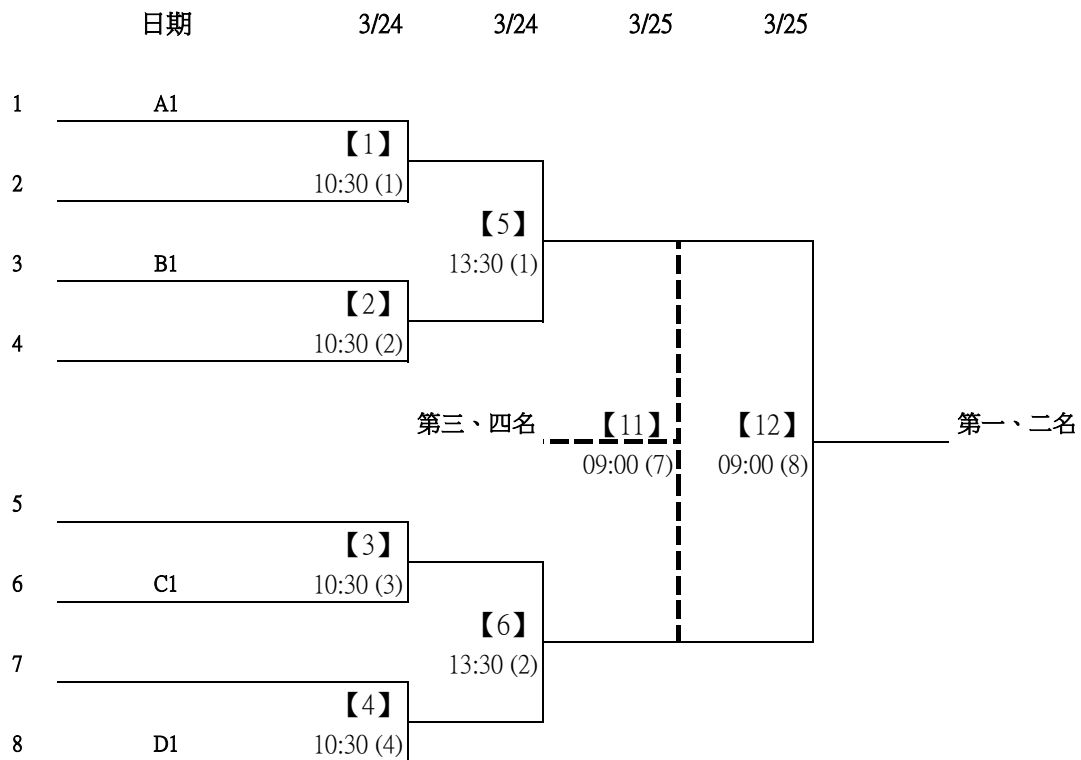 日期 3/24 3/24 3/25 3/25
1 A1
【1】
2 10:30 (1)
【5】
3 B1 13:30 (1)
【2】
4 10:30 (2)
第三、四名 【11】 【12】 第一、二名
09:00 (7) 09:00 (8)
5
【3】
6 C1 10:30 (3)
【6】
7 13:30 (2)
【4】
8 D1 10:30 (4)